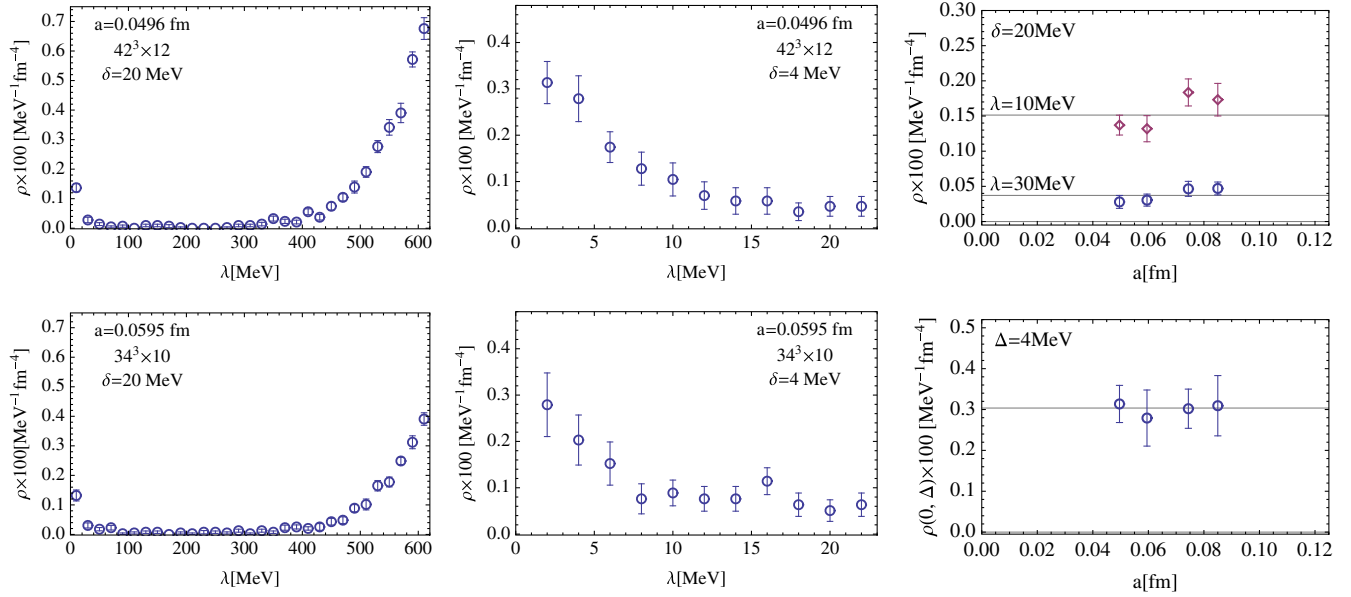 ρ×100 [MeV⁻¹fm⁻⁴]
0.7
0.6
0.5
0.4
0.3
0.2
0.1
0.0
a=0.0496 fm
42³×12
δ=20 MeV
0 100 200 300 400 500 600
λ[MeV]
ρ×100 [MeV⁻¹fm⁻⁴]
0.4
0.3
0.2
0.1
0.0
a=0.0496 fm
42³×12
δ=4 MeV
0 5 10 15 20
λ[MeV]
ρ×100 [MeV⁻¹fm⁻⁴]
0.30
0.25
0.20
0.15
0.10
0.05
0.00
δ=20MeV
λ=10MeV
λ=30MeV
0.00 0.02 0.04 0.06 0.08 0.10 0.12
a[fm]
ρ×100[MeV⁻¹fm⁻⁴]
0.7
0.6
0.5
0.4
0.3
0.2
0.1
0.0
a=0.0595 fm
34³×10
δ=20 MeV
0 100 200 300 400 500 600
λ[MeV]
ρ×100 [MeV⁻¹fm⁻⁴]
0.4
0.3
0.2
0.1
0.0
a=0.0595 fm
34³×10
δ=4 MeV
0 5 10 15 20
λ[MeV]
ρ(0, Δ)×100 [MeV⁻¹fm⁻⁴]
0.5
0.4
0.3
0.2
0.1
0.0
Δ=4MeV
0.00 0.02 0.04 0.06 0.08 0.10 0.12
a[fm]